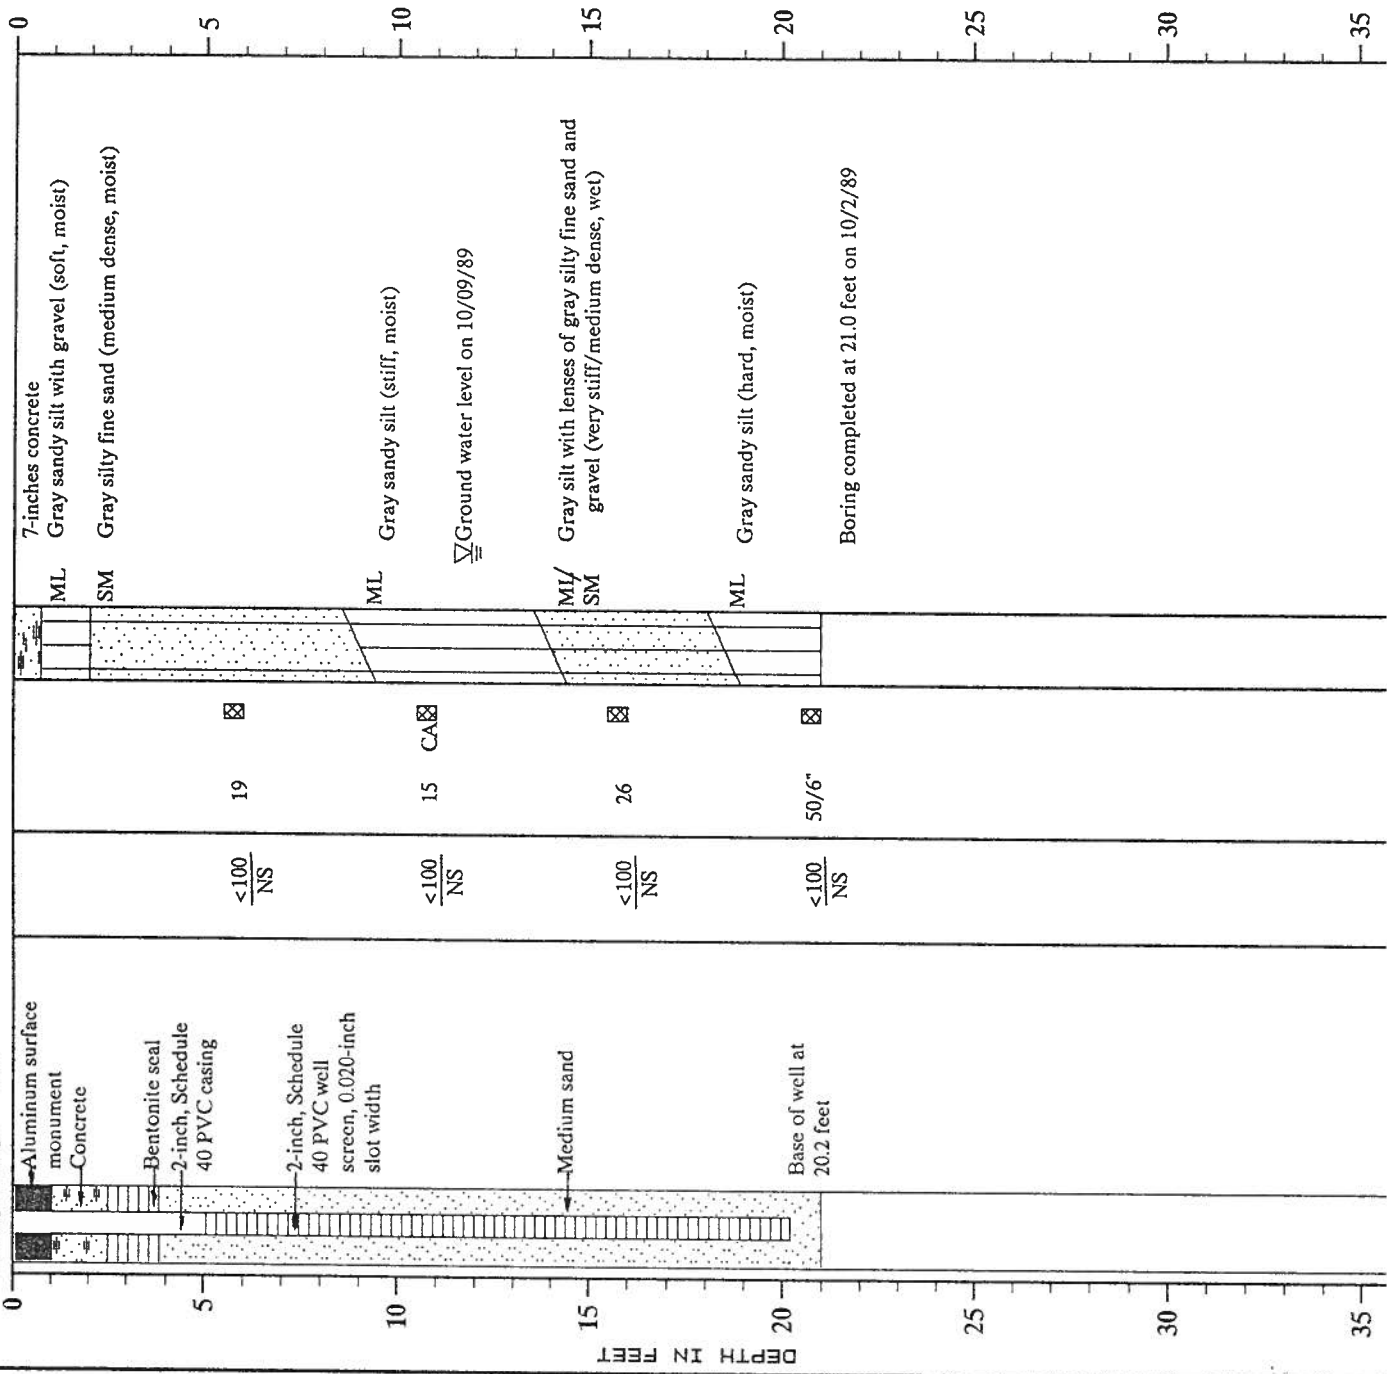 DEPTH IN FEET
0
5
10
15
20
25
30
35
Aluminum surface
monument
Concrete
Bentonite seal
2-inch, Schedule
40 PVC casing
2-inch, Schedule
40 PVC well
screen, 0.020-inch
slot width
Medium sand
Base of well at
20.2 feet
<100
NS
<100
NS
<100
NS
<100
NS
19
15 CA
26
50/6"
7-inches concrete
ML Gray sandy silt with gravel (soft, moist)
SM Gray silty fine sand (medium dense, moist)
ML Gray sandy silt (stiff, moist)
Ground water level on 10/09/89
ML/ Gray silt with lenses of gray silty fine sand and
SM gravel (very stiff/medium dense, wet)
ML Gray sandy silt (hard, moist)
Boring completed at 21.0 feet on 10/2/89
0
5
10
15
20
25
30
35